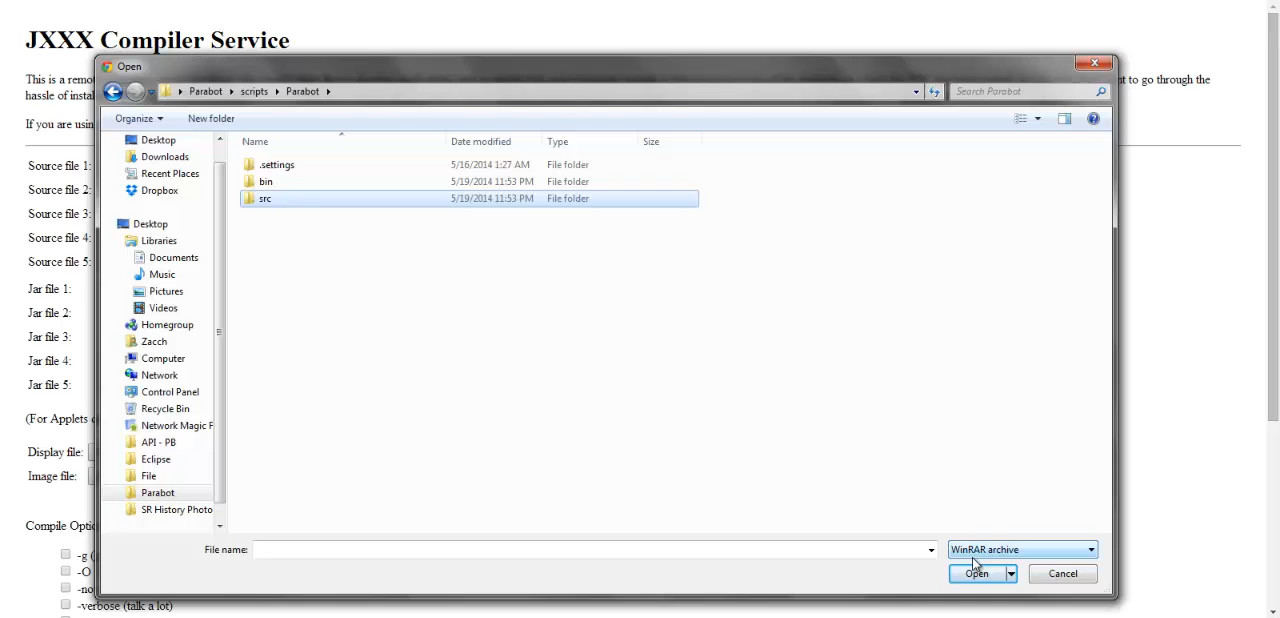 JXXX Compiler Service
Open
This is a remo
t to go through the
hassle of instal
Parabot scripts Parabot
Search Parabot
If you are usin
Organize New folder
Name Date modified Type Size
Source file 1:
Source file 2:
Source file 3:
Source file 4:
Source file 5:
Jar file 1:
Jar file 2:
Jar file 3:
Jar file 4:
Jar file 5:
(For Applets o
Display file:
Image file:
Compile Optio
-g (
-O
-no
-verbose (talk a lot)
Desktop
Downloads
Recent Places
Dropbox
Desktop
Libraries
Documents
Music
Pictures
Videos
Homegroup
Zacch
Computer
Network
Control Panel
Recycle Bin
Network Magic F
API - PB
Eclipse
File
Parabot
SR History Photo
.settings 5/16/2014 1:27 AM File folder
bin 5/19/2014 11:53 PM File folder
src 5/19/2014 11:53 PM File folder
File name:
WinRAR archive
Open Cancel